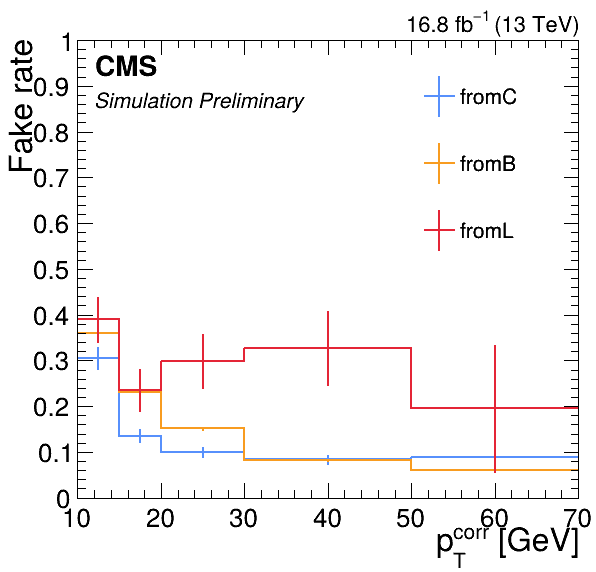 16.8 fb⁻¹ (13 TeV)
CMS
Simulation Preliminary
Fake rate
fromC
fromB
fromL
1
0.9
0.8
0.7
0.6
0.5
0.4
0.3
0.2
0.1
0
10 20 30 40 50 60 70
p_T^corr [GeV]